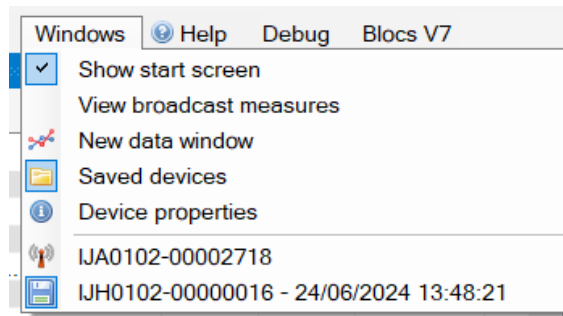 Windows Help Debug Blocs V7
Show start screen
View broadcast measures
New data window
Saved devices
Device properties
IJA0102-00002718
IJH0102-00000016 - 24/06/2024 13:48:21